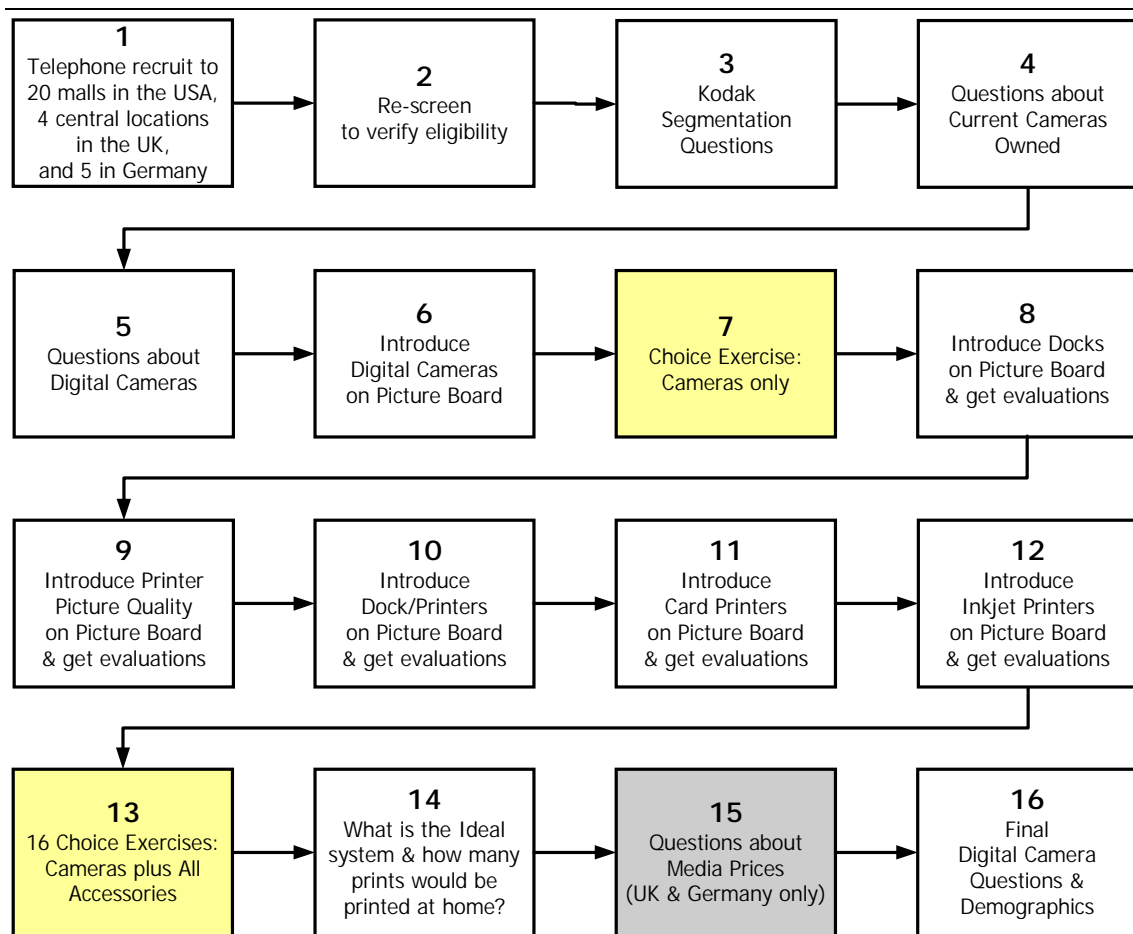 1
Telephone recruit to
20 malls in the USA,
4 central locations
in the UK,
and 5 in Germany
2
Re-screen
to verify eligibility
3
Kodak
Segmentation
Questions
4
Questions about
Current Cameras
Owned
5
Questions about
Digital Cameras
6
Introduce
Digital Cameras
on Picture Board
7
Choice Exercise:
Cameras only
8
Introduce Docks
on Picture Board
& get evaluations
9
Introduce Printer
Picture Quality
on Picture Board
& get evaluations
10
Introduce
Dock/Printers
on Picture Board
& get evaluations
11
Introduce
Card Printers
on Picture Board
& get evaluations
12
Introduce
Inkjet Printers
on Picture Board
& get evaluations
13
16 Choice Exercises:
Cameras plus All
Accessories
14
What is the Ideal
system & how many
prints would be
printed at home?
15
Questions about
Media Prices
(UK & Germany only)
16
Final
Digital Camera
Questions &
Demographics